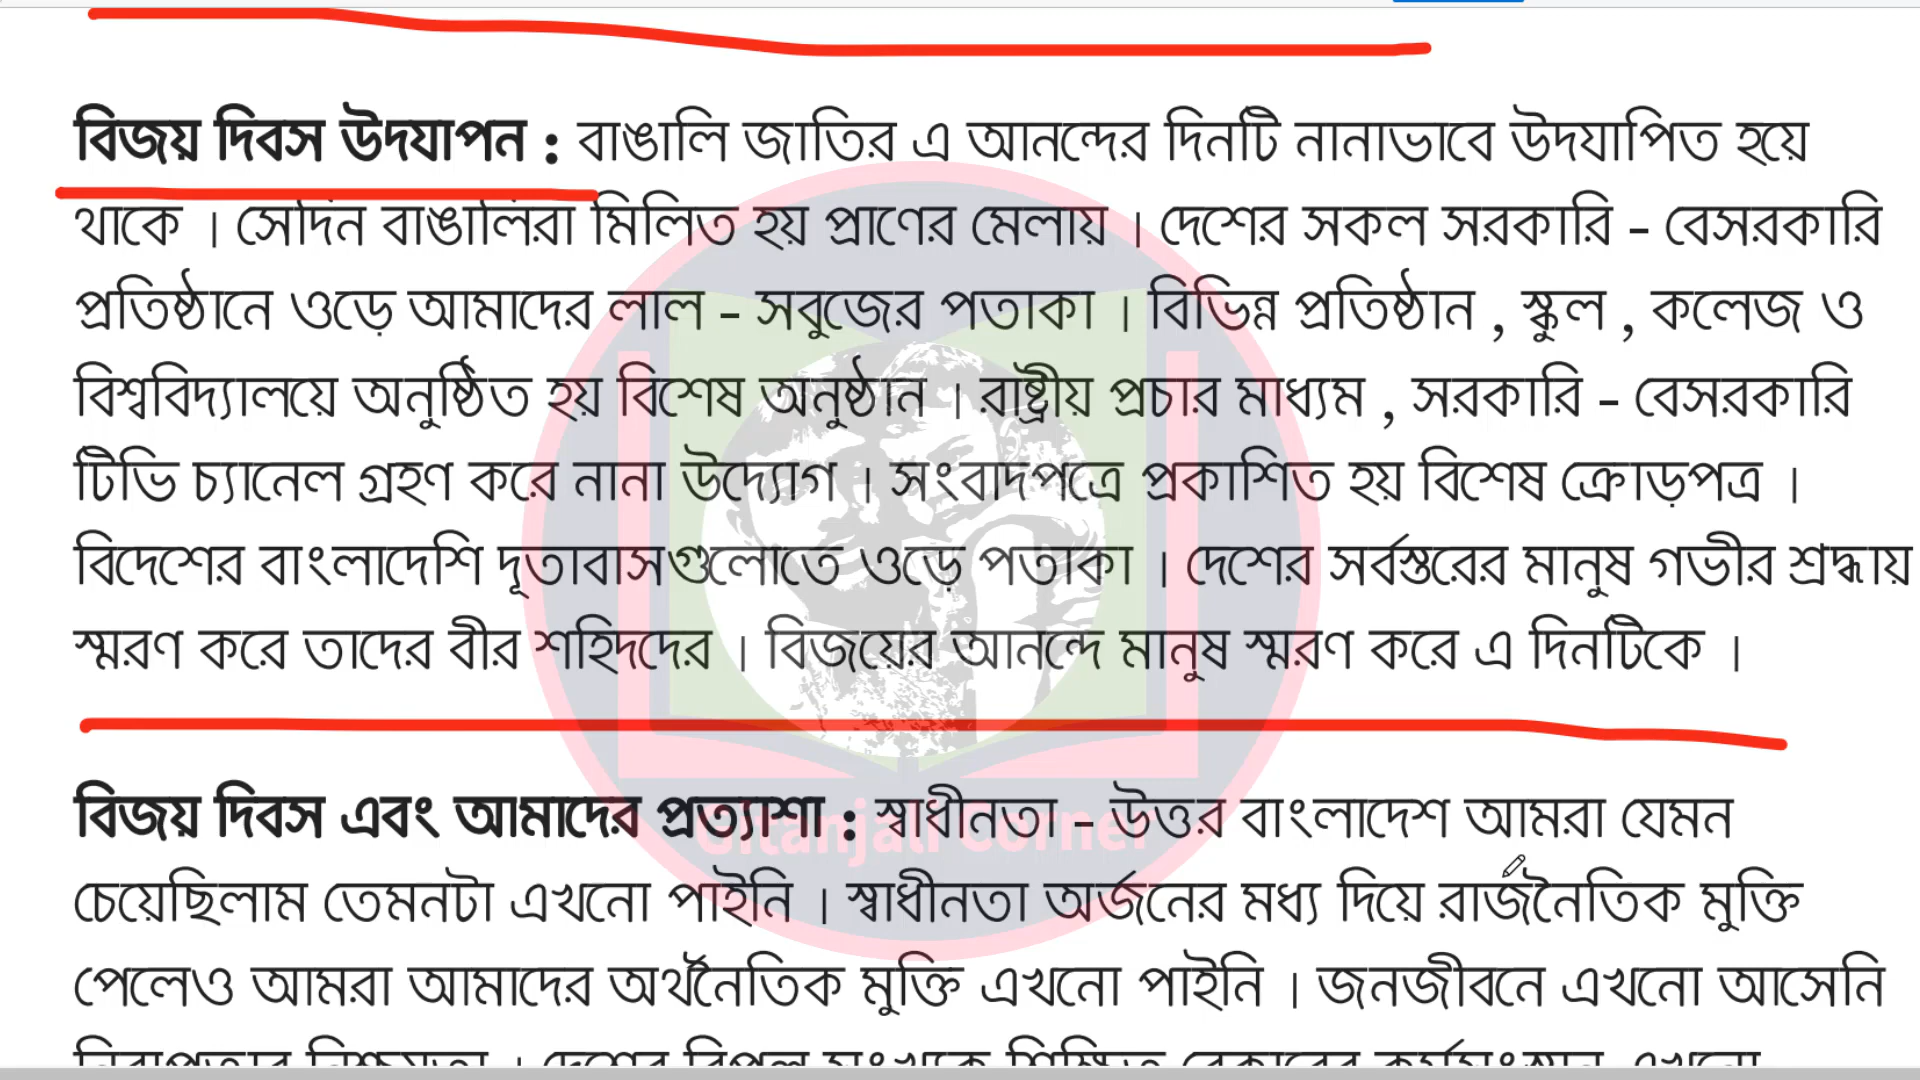 বিজয় দিবস উদযাপন : বাঙালি জাতির এ আনন্দের দিনটি নানাভাবে উদযাপিত হয়ে
থাকে । সেদিন বাঙালিরা মিলিত হয় প্রাণের মেলায় । দেশের সকল সরকারি - বেসরকারি
প্রতিষ্ঠানে ওড়ে আমাদের লাল - সবুজের পতাকা । বিভিন্ন প্রতিষ্ঠান , স্কুল , কলেজ ও
বিশ্ববিদ্যালয়ে অনুষ্ঠিত হয় বিশেষ অনুষ্ঠান । রাষ্ট্রীয় প্রচার মাধ্যম , সরকারি - বেসরকারি
টিভি চ্যানেল গ্রহণ করে নানা উদ্যোগ । সংবাদপত্রে প্রকাশিত হয় বিশেষ ক্রোড়পত্র ।
বিদেশের বাংলাদেশি দূতাবাসগুলোতে ওড়ে পতাকা । দেশের সর্বস্তরের মানুষ গভীর শ্রদ্ধায়
স্মরণ করে তাদের বীর শহিদদের । বিজয়ের আনন্দে মানুষ স্মরণ করে এ দিনটিকে ।
বিজয় দিবস এবং আমাদের প্রত্যাশা : স্বাধীনতা - উত্তর বাংলাদেশ আমরা যেমন
Gitanjali Corner
চেয়েছিলাম তেমনটা এখনো পাইনি । স্বাধীনতা অর্জনের মধ্য দিয়ে রাজনৈতিক মুক্তি
পেলেও আমরা আমাদের অর্থনৈতিক মুক্তি এখনো পাইনি । জনজীবনে এখনো আসেনি